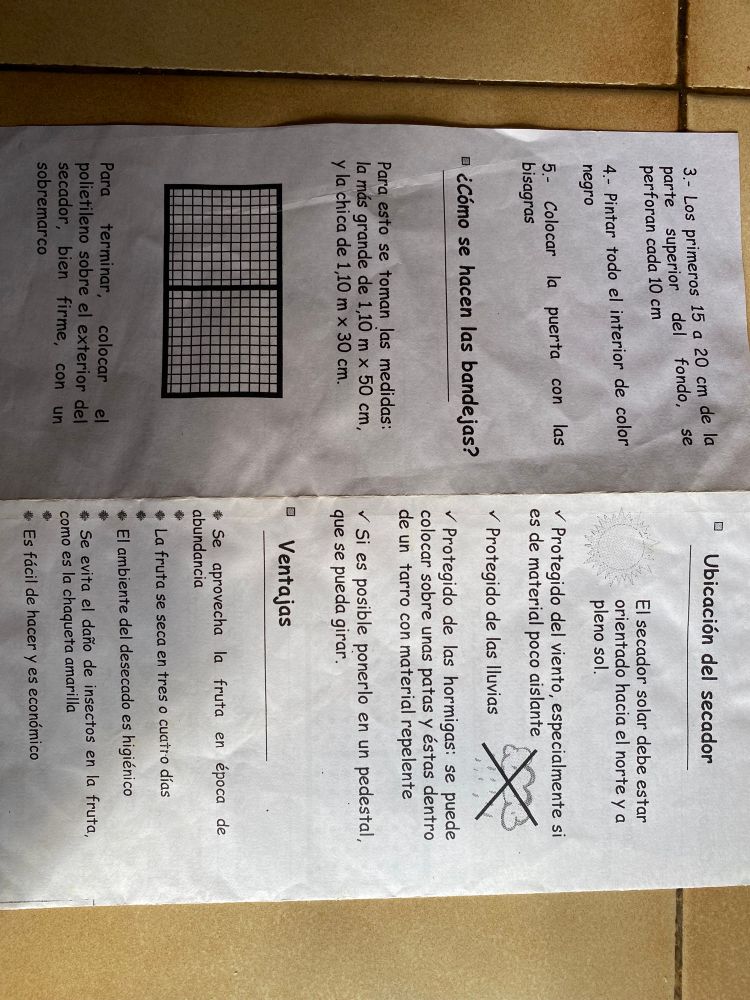 3.- Los primeros 15 a 20 cm de la
parte superior del fondo, se
perforan cada 10 cm
4.- Pintar todo el interior de color
negro
5.- Colocar la puerta con las
bisagras
¿Cómo se hacen las bandejas?
Para esto se toman las medidas:
la más grande de 1,10 m x 50 cm,
y la chica de 1,10 m x 30 cm.
Para terminar, colocar el
polietileno sobre el exterior del
secador, bien firme, con un
sobremarco
Ubicación del secador
El secador solar debe estar
orientado hacia el norte y a
pleno sol.
✓ Protegido del viento, especialmente si
es de material poco aislante
✓ Protegido de las lluvias
✓ Protegido de las hormigas: se puede
colocar sobre unas patas y éstas dentro
de un tarro con material repelente
✓ Si es posible ponerlo en un pedestal,
que se pueda girar.
Ventajas
Se aprovecha la fruta en época de
abundancia
La fruta se seca en tres o cuatro días
El ambiente del desecado es higiénico
Se evita el daño de insectos en la fruta,
como es la chaqueta amarilla
Es fácil de hacer y es económico